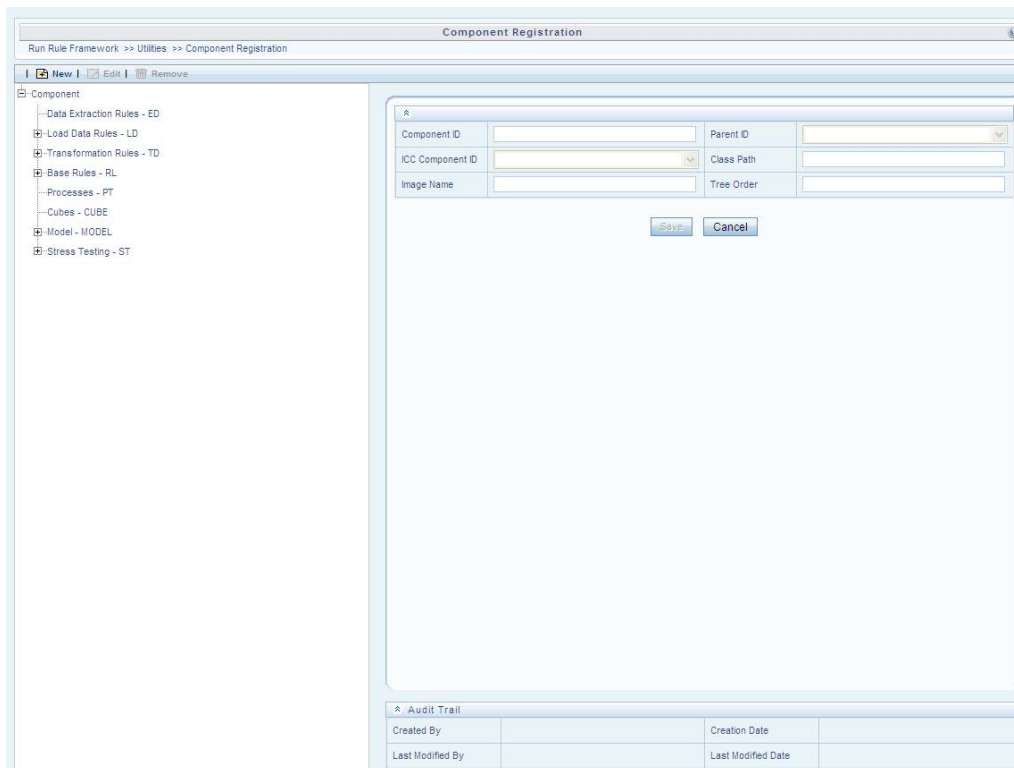 Component Registration
Run Rule Framework >> Utilities >> Component Registration
| New | Edit | Remove
Component
Data Extraction Rules - ED
Load Data Rules - LD
Transformation Rules - TD
Base Rules - RL
Processes - PT
Cubes - CUBE
Model - MODEL
Stress Testing - ST
Component ID
Parent ID
ICC Component ID
Class Path
Image Name
Tree Order
Save
Cancel
Audit Trail
Created By
Creation Date
Last Modified By
Last Modified Date